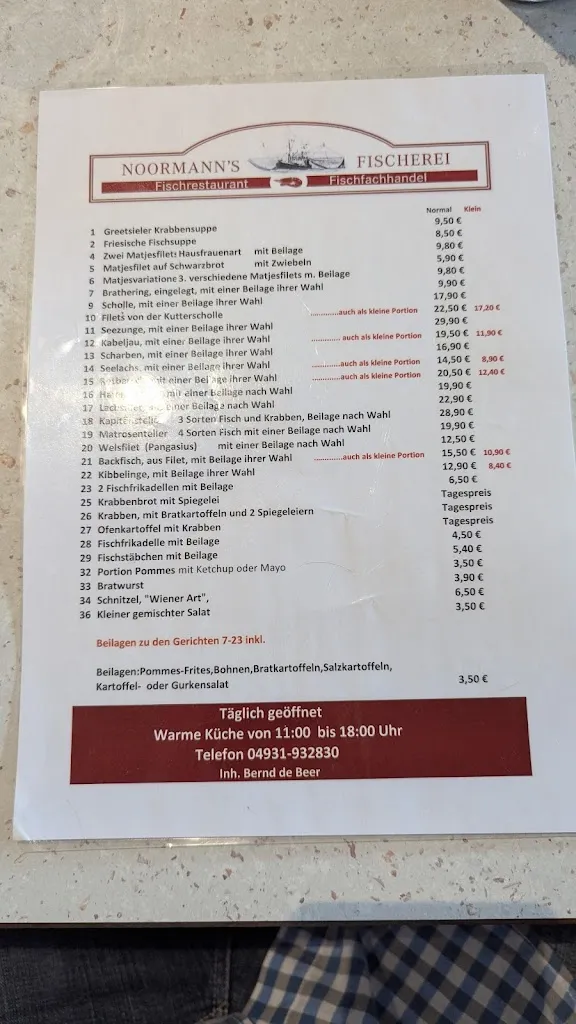 NOORMANN'S FISCHEREI
Fischrestaurant Fischfachhandel
Normal Klein
1 Greetsieler Krabbensuppe 9,50 €
2 Friesische Fischsuppe 8,50 €
4 Zwei Matjesfilets Hausfrauenart mit Beilage 9,80 €
5 Matjesfilet auf Schwarzbrot mit Zwiebeln 5,90 €
6 Matjesvariatione 3. verschiedene Matjesfilets m. Beilage 9,80 €
7 Brathering, eingelegt, mit einer Beilage ihrer Wahl 9,90 €
9 Scholle, mit einer Beilage ihrer Wahl 17,90 €
10 Filets von der Kutterscholle .............auch als kleine Portion 22,50 € 17,20 €
11 Seezunge, mit einer Beilage ihrer Wahl 29,90 €
12 Kabeljau, mit einer Beilage ihrer Wahl ............. auch als kleine Portion 19,50 € 11,90 €
13 Scharben, mit einer Beilage ihrer Wahl 16,90 €
14 Seelachs, mit einer Beilage ihrer Wahl .............auch als kleine Portion 14,50 € 8,90 €
15 mit einer Beilage ihrer Wahl .............auch als kleine Portion 20,50 € 12,40 €
16 mit einer Beilage nach Wahl 19,90 €
17 einer Beilage nach Wahl 22,90 €
18 Kapitänsteller 3 Sorten Fisch und Krabben, Beilage nach Wahl 28,90 €
19 Matrosenteller 4 Sorten Fisch mit einer Beilage nach Wahl 19,90 €
20 Welsfilet (Pangasius) mit einer Beilage nach Wahl 12,50 €
21 Backfisch, aus Filet, mit Beilage ihrer Wahl .............auch als kleine Portion 15,50 € 10,90 €
22 Kibbelinge, mit Beilage ihrer Wahl 12,90 € 8,40 €
23 2 Fischfrikadellen mit Beilage 6,50 €
25 Krabbenbrot mit Spiegelei Tagespreis
26 Krabben, mit Bratkartoffeln und 2 Spiegeleiern Tagespreis
27 Ofenkartoffel mit Krabben Tagespreis
28 Fischfrikadelle mit Beilage 4,50 €
29 Fischstäbchen mit Beilage 5,40 €
32 Portion Pommes mit Ketchup oder Mayo 3,50 €
33 Bratwurst 3,90 €
34 Schnitzel, "Wiener Art", 6,50 €
36 Kleiner gemischter Salat 3,50 €
Beilagen zu den Gerichten 7-23 inkl.
Beilagen:Pommes-Frites,Bohnen,Bratkartoffeln,Salzkartoffeln,
Kartoffel- oder Gurkensalat 3,50 €
Täglich geöffnet
Warme Küche von 11:00 bis 18:00 Uhr
Telefon 04931-932830
Inh. Bernd de Beer